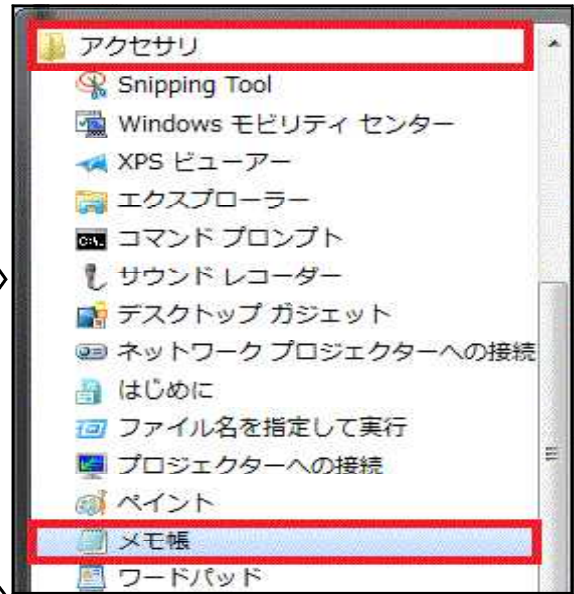 アクセサリ
Snipping Tool
Windows モビリティ センター
XPS ビューアー
エクスプローラー
コマンド プロンプト
サウンド レコーダー
デスクトップ ガジェット
ネットワーク プロジェクターへの接続
はじめに
ファイル名を指定して実行
プロジェクターへの接続
ペイント
メモ帳
ワードパッド